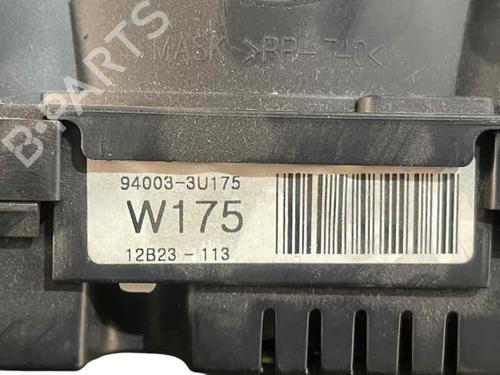 MASK >PP-T40<
B-PARTS
94003-3U175
W175
12B23 - 113